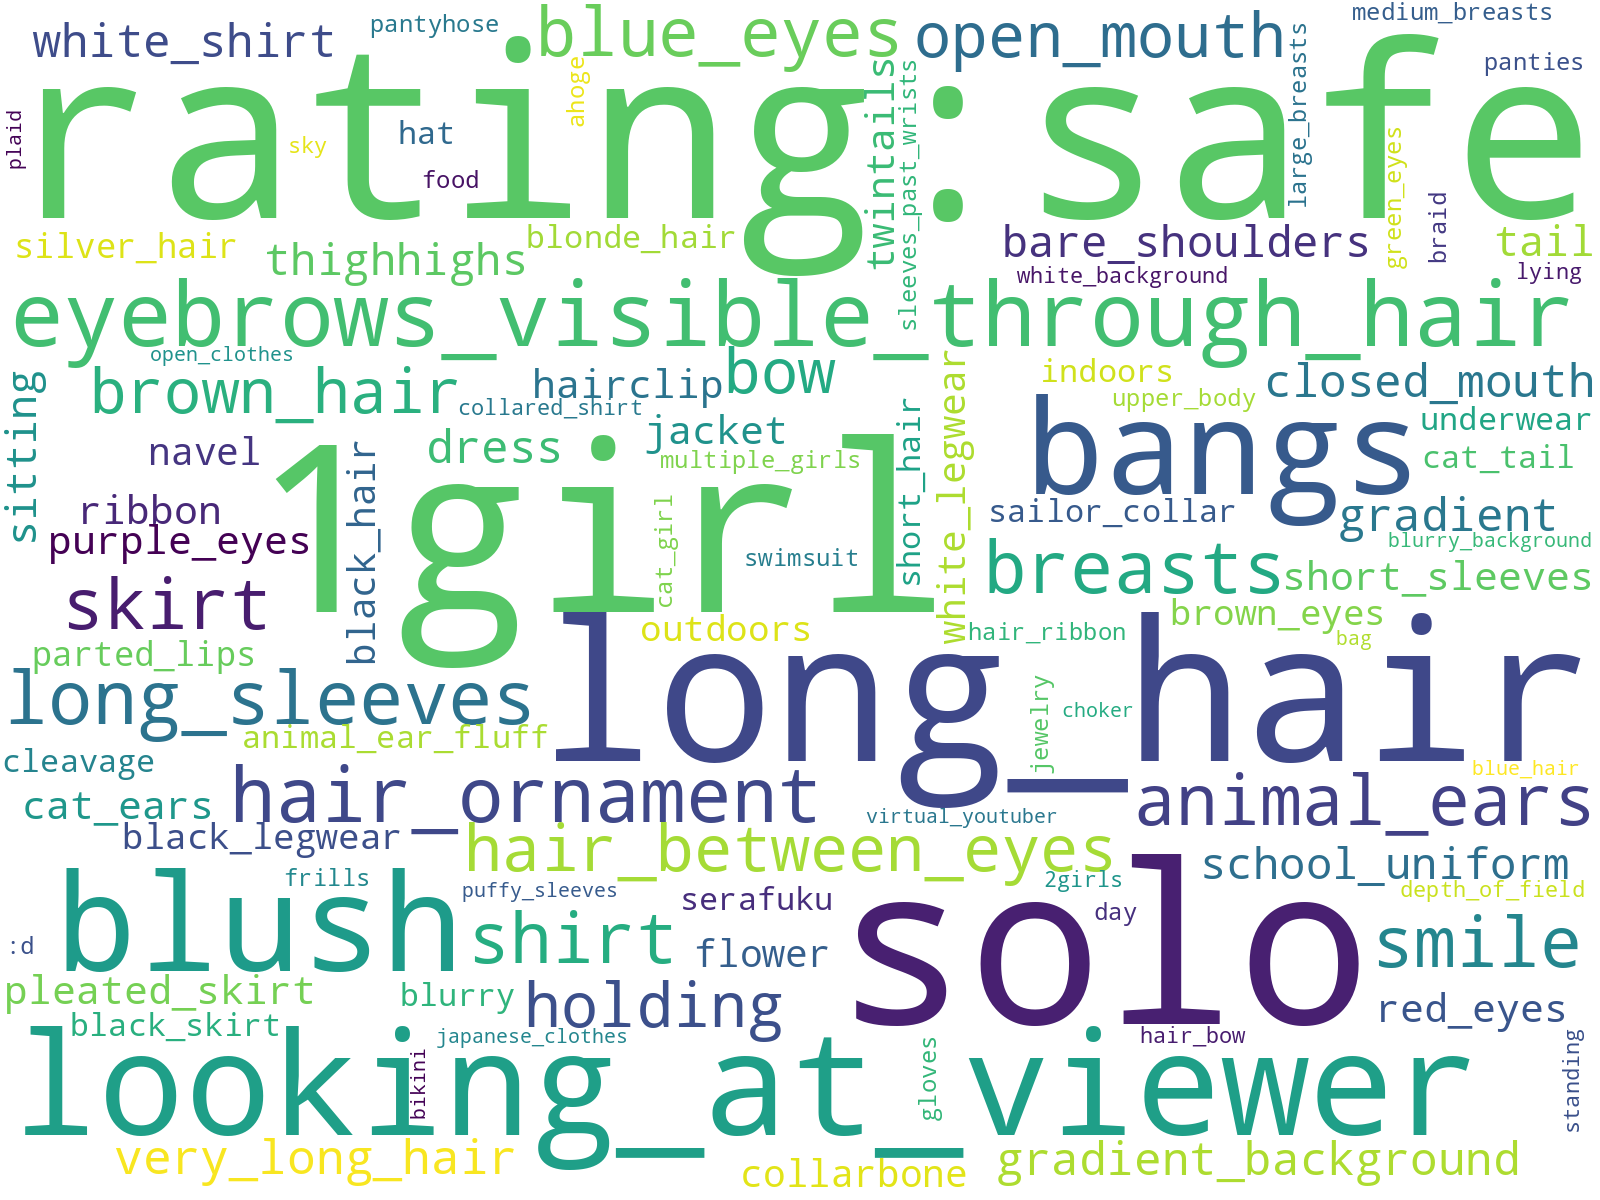 white_shirt
pantyhose
blue_eyes
open_mouth
medium_breasts
rating:safe
plaid
sky
hat
food
ahoge
twintails
sleeves_past_wrists
large_breasts
panties
green_eyes
braid
silver_hair
thighhighs
blonde_hair
bare_shoulders
tail
white_background
lying
eyebrows_visible_through_hair
open_clothes
sitting
brown_hair
hairclip
bow
collared_shirt
white_legwear
indoors
closed_mouth
upper_body
underwear
navel
black_hair
dress
jacket
multiple_girls
short_hair
bangs
cat_tail
ribbon
1girl
cat_girl
sailor_collar
gradient
purple_eyes
swimsuit
breasts
blurry_background
short_sleeves
skirt
outdoors
hair_ribbon
brown_eyes
bag
parted_lips
long_sleeves
long_hair
jewelry
choker
animal_ear_fluff
cleavage
blue_hair
cat_ears
hair_ornament
animal_ears
virtual_youtuber
black_legwear
hair_between_eyes
school_uniform
frills
puffy_sleeves
2girls
depth_of_field
blush
serafuku
solo
day
:d
shirt
flower
smile
pleated_skirt
blurry
holding
red_eyes
black_skirt
japanese_clothes
hair_bow
looking_at_viewer
bikini
gloves
standing
very_long_hair
collarbone
gradient_background